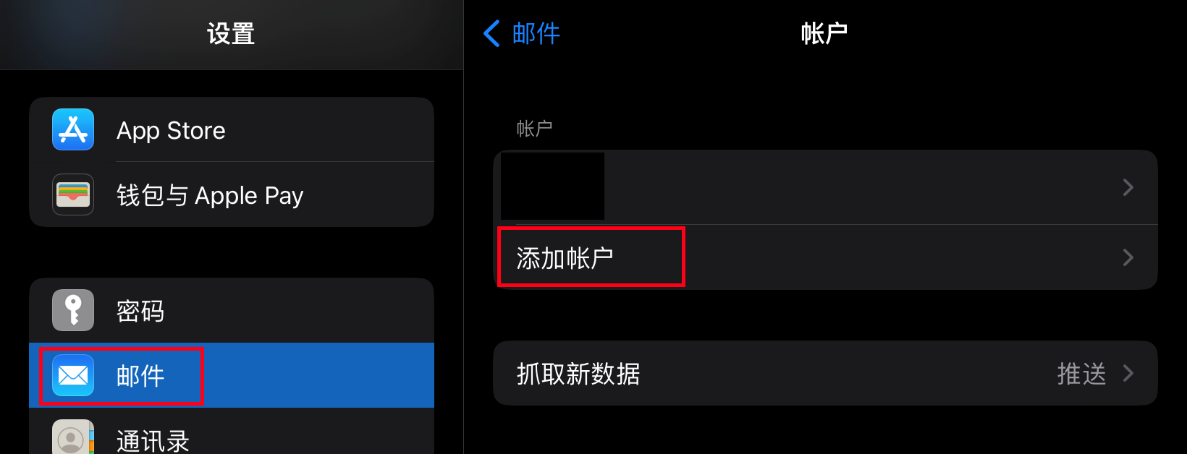 设置
App Store
钱包与 Apple Pay
密码
邮件
通讯录
邮件
帐户
帐户
添加帐户
抓取新数据
推送